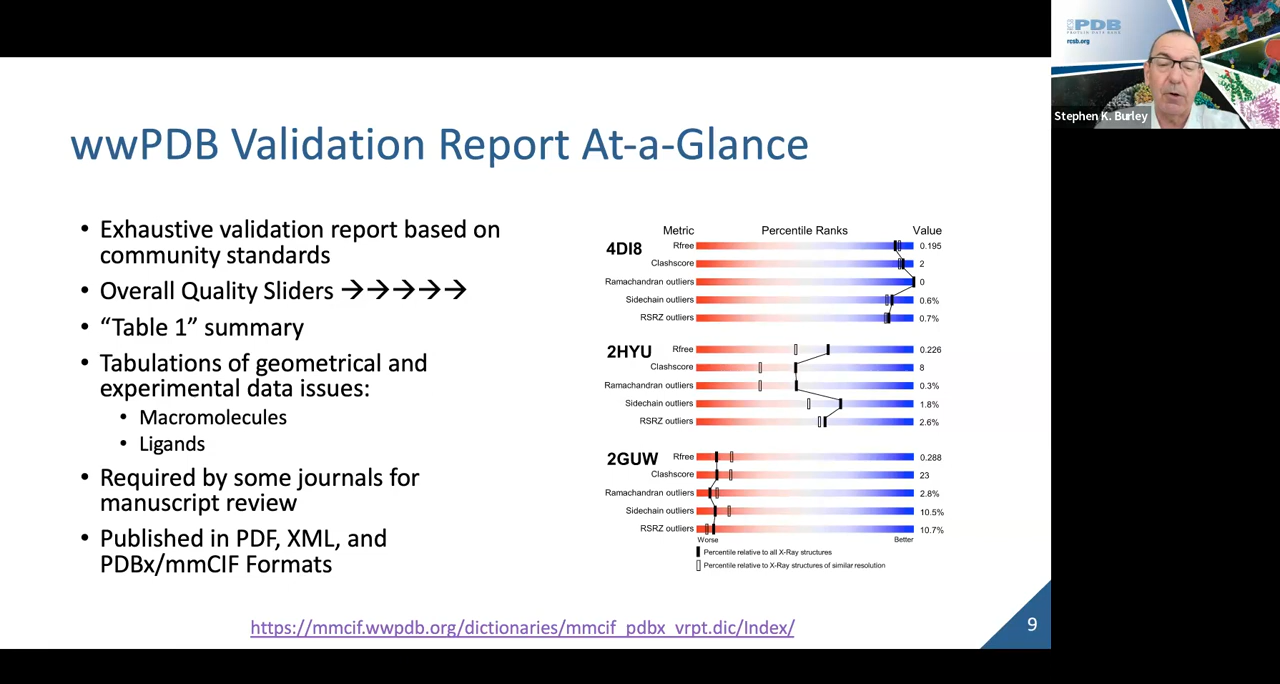 wwPDB Validation Report At-a-Glance
• Exhaustive validation report based on
community standards
• Overall Quality Sliders →→→→→
• “Table 1” summary
• Tabulations of geometrical and
experimental data issues:
• Macromolecules
• Ligands
• Required by some journals for
manuscript review
• Published in PDF, XML, and
PDBx/mmCIF Formats
Metric Percentile Ranks Value
4DI8
Rfree 0.195
Clashscore 2
Ramachandran outliers 0
Sidechain outliers 0.6%
RSRZ outliers 0.7%
2HYU
Rfree 0.226
Clashscore 8
Ramachandran outliers 0.3%
Sidechain outliers 1.8%
RSRZ outliers 2.6%
2GUW
Rfree 0.288
Clashscore 23
Ramachandran outliers 2.8%
Sidechain outliers 10.5%
RSRZ outliers 10.7%
Worse Better
Percentile relative to all X-Ray structures
Percentile relative to X-Ray structures of similar resolution
https://mmcif.wwpdb.org/dictionaries/mmcif_pdbx_vrpt.dic/Index/
9
PDB
PROTEIN DATA BANK
rcsb.org
Stephen K. Burley